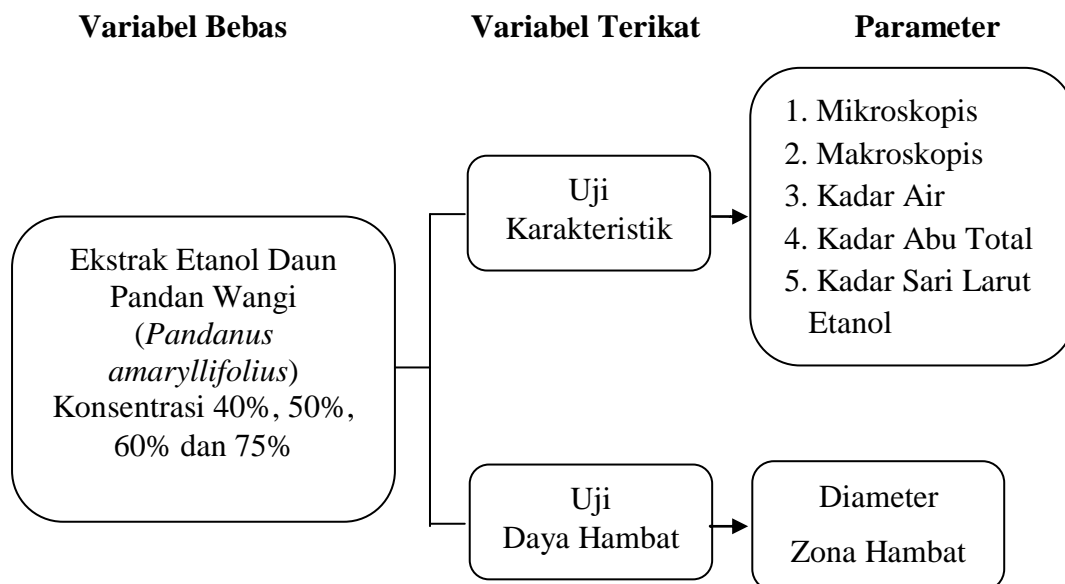 Variabel Bebas
Variabel Terikat
Parameter
Ekstrak Etanol Daun
Pandan Wangi
(Pandanus
amaryllifolius)
Konsentrasi 40%, 50%,
60% dan 75%
Uji
Karakteristik
1. Mikroskopis
2. Makroskopis
3. Kadar Air
4. Kadar Abu Total
5. Kadar Sari Larut
Etanol
Uji
Daya Hambat
Diameter
Zona Hambat